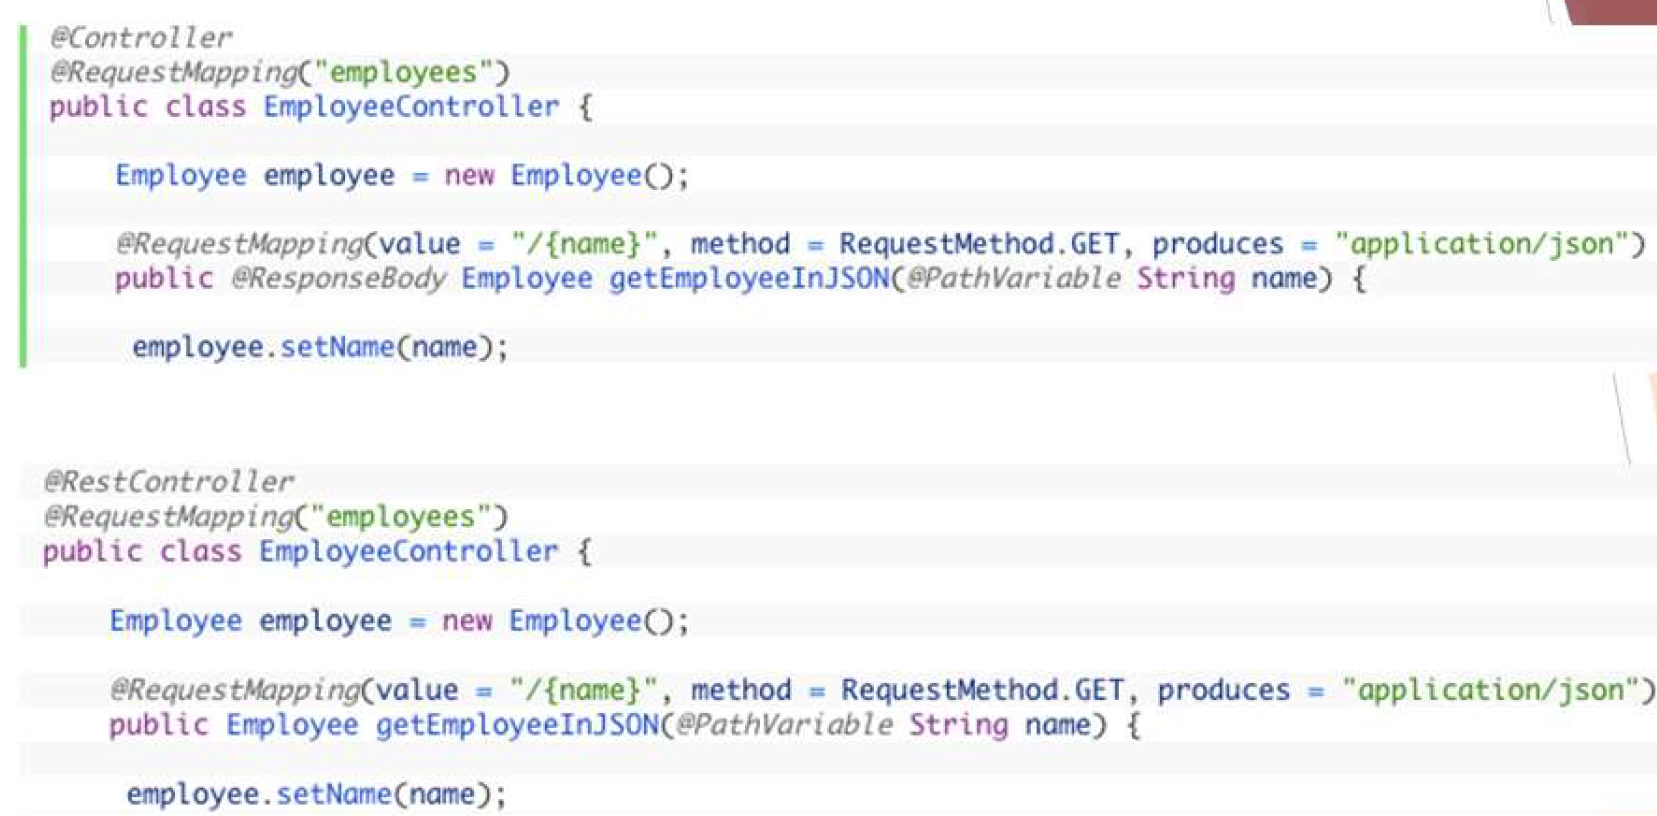 @Controller
@RequestMapping("employees")
public class EmployeeController {
Employee employee = new Employee();
@RequestMapping(value = "/{name}", method = RequestMethod.GET, produces = "application/json")
public @ResponseBody Employee getEmployeeInJSON(@PathVariable String name) {
employee.setName(name);
@RestController
@RequestMapping("employees")
public class EmployeeController {
Employee employee = new Employee();
@RequestMapping(value = "/{name}", method = RequestMethod.GET, produces = "application/json")
public Employee getEmployeeInJSON(@PathVariable String name) {
employee.setName(name);